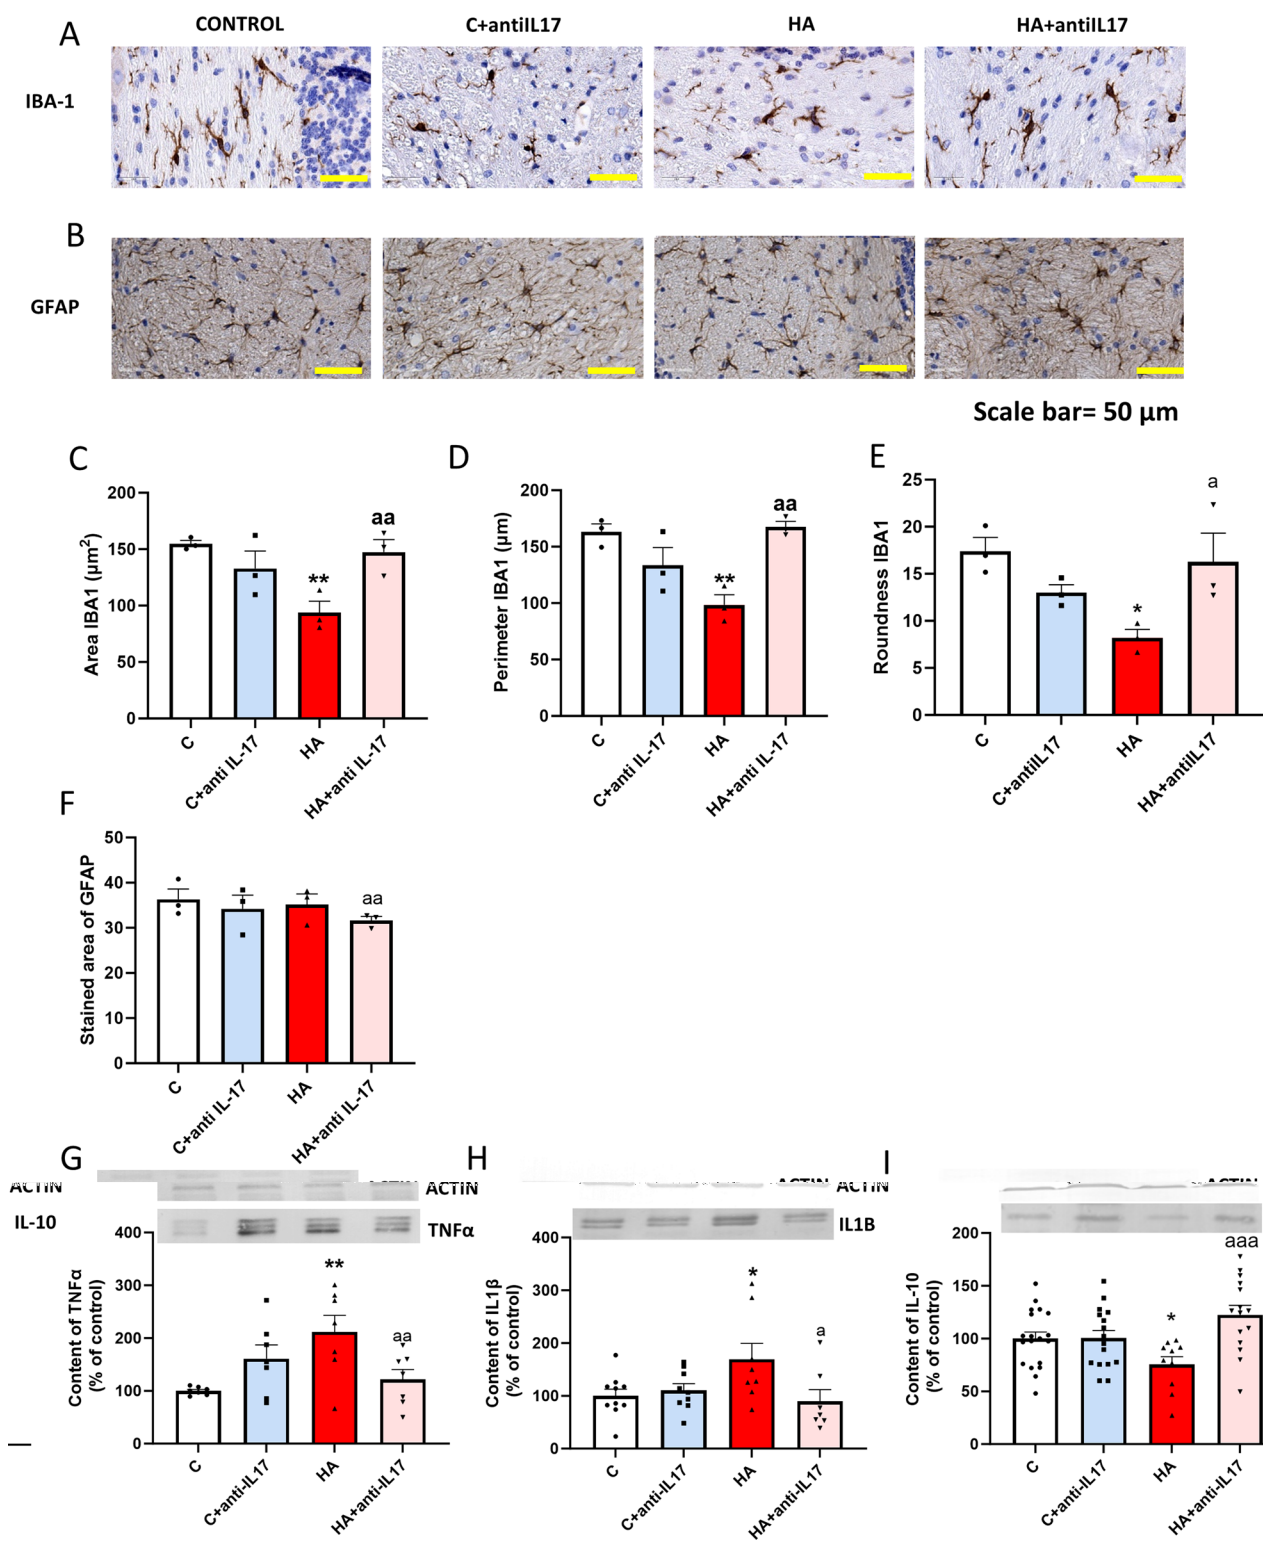 A
CONTROL
C+antiIL17
HA
HA+antiIL17
IBA-1
B
GFAP
Scale bar= 50 µm
C
Area IBA1 (µm²)
200
150
100
50
0
**
aa
C
C+anti IL-17
HA
HA+anti IL-17
D
Perimeter IBA1 (µm)
200
150
100
50
0
**
aa
C
C+anti IL-17
HA
HA+anti IL-17
E
Roundness IBA1
25
20
15
10
5
0
*
a
C
C+antiIL17
HA
HA+antiIL17
F
Stained area of GFAP
50
40
30
20
10
0
aa
C
C+anti IL-17
HA
HA+anti IL-17
G
ACTIN
IL-10
ACTIN
TNFα
Content of TNFα
(% of control)
400
300
200
100
0
**
aa
C
C+anti-IL17
HA
HA+anti-IL17
H
ACTIN
IL1B
Content of IL1β
(% of control)
400
300
200
100
0
*
a
C
C+anti-IL17
HA
HA+anti-IL17
I
Content of IL-10
(% of control)
200
150
100
50
0
*
aaa
C
C+anti-IL17
HA
HA+anti-IL17